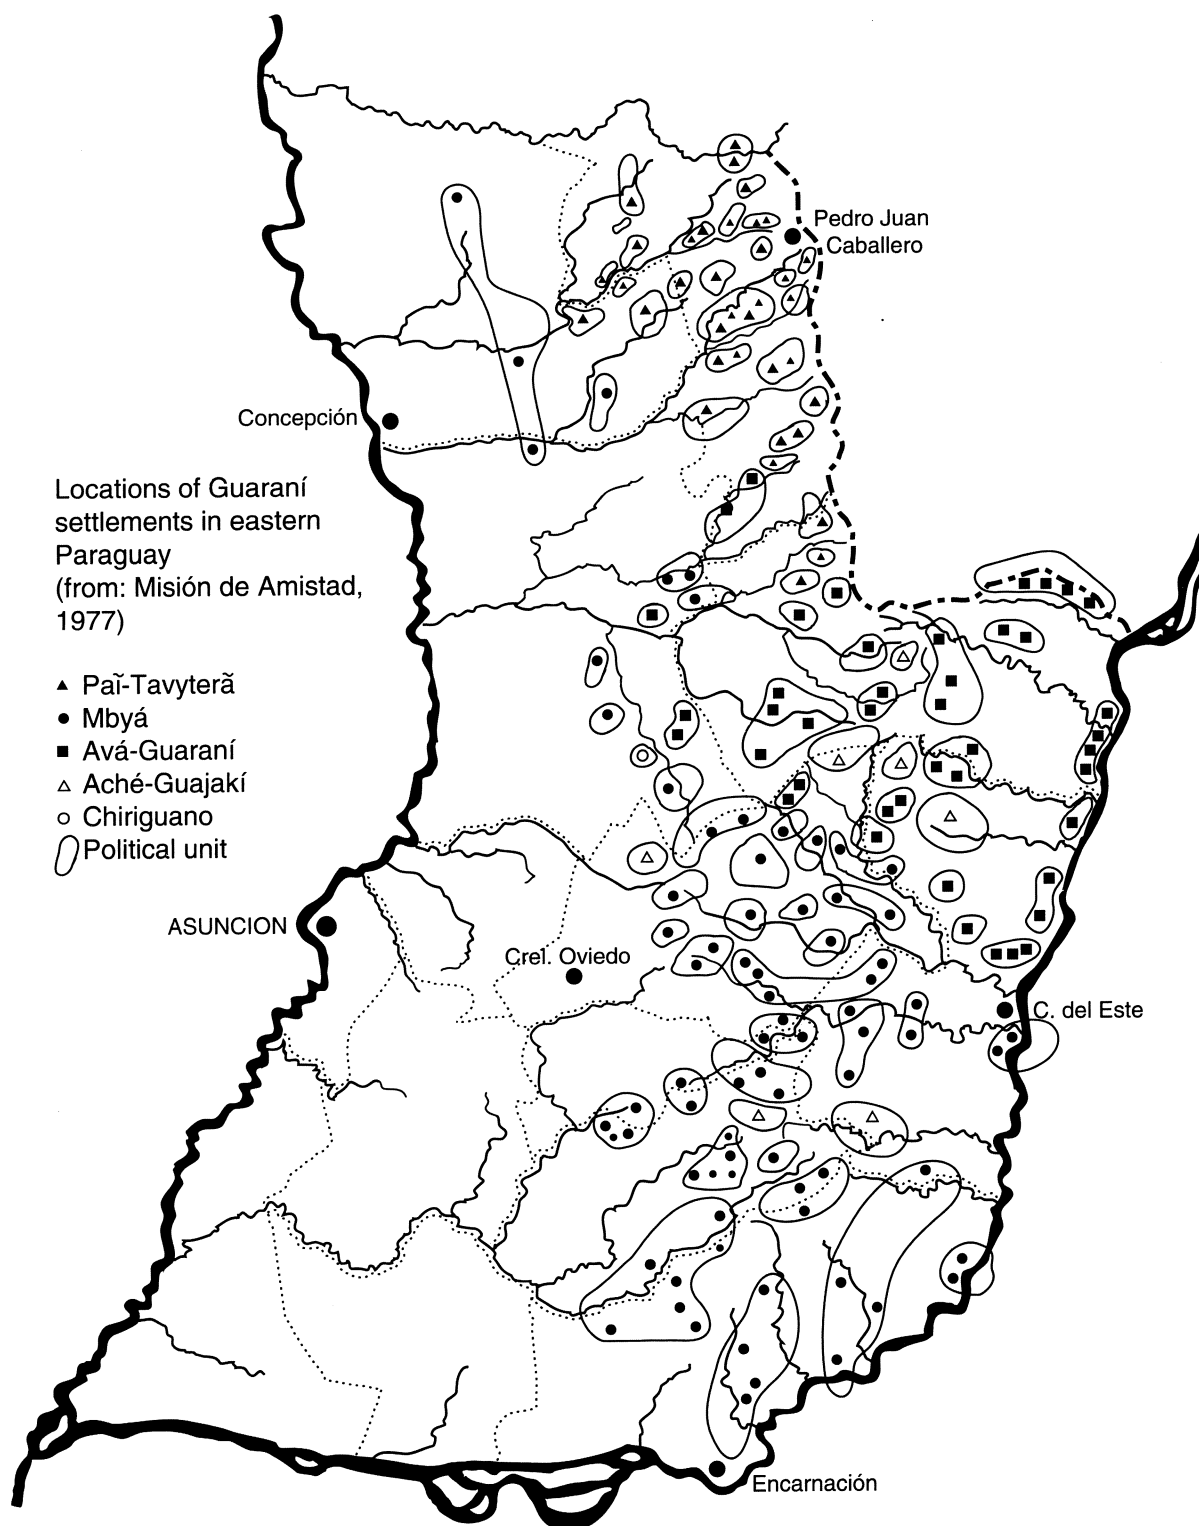 Pedro Juan
Caballero
Concepción
Locations of Guaraní
settlements in eastern
Paraguay
(from: Misión de Amistad,
1977)
Paĩ-Tavyterã
Mbyá
Avá-Guaraní
Aché-Guajakí
Chiriguano
Political unit
ASUNCION
Crel. Oviedo
C. del Este
Encarnación